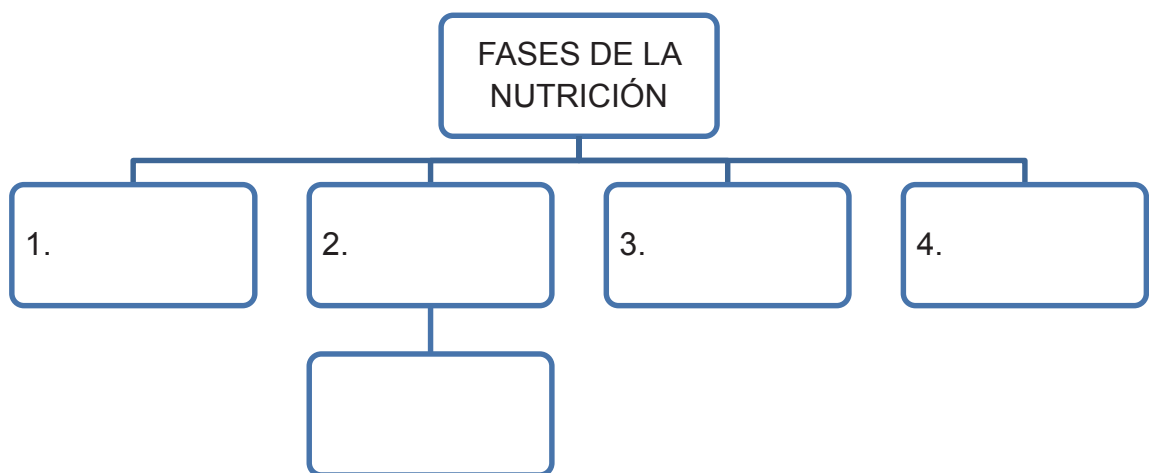 FASES DE LA
NUTRICIÓN
1.
2.
3.
4.